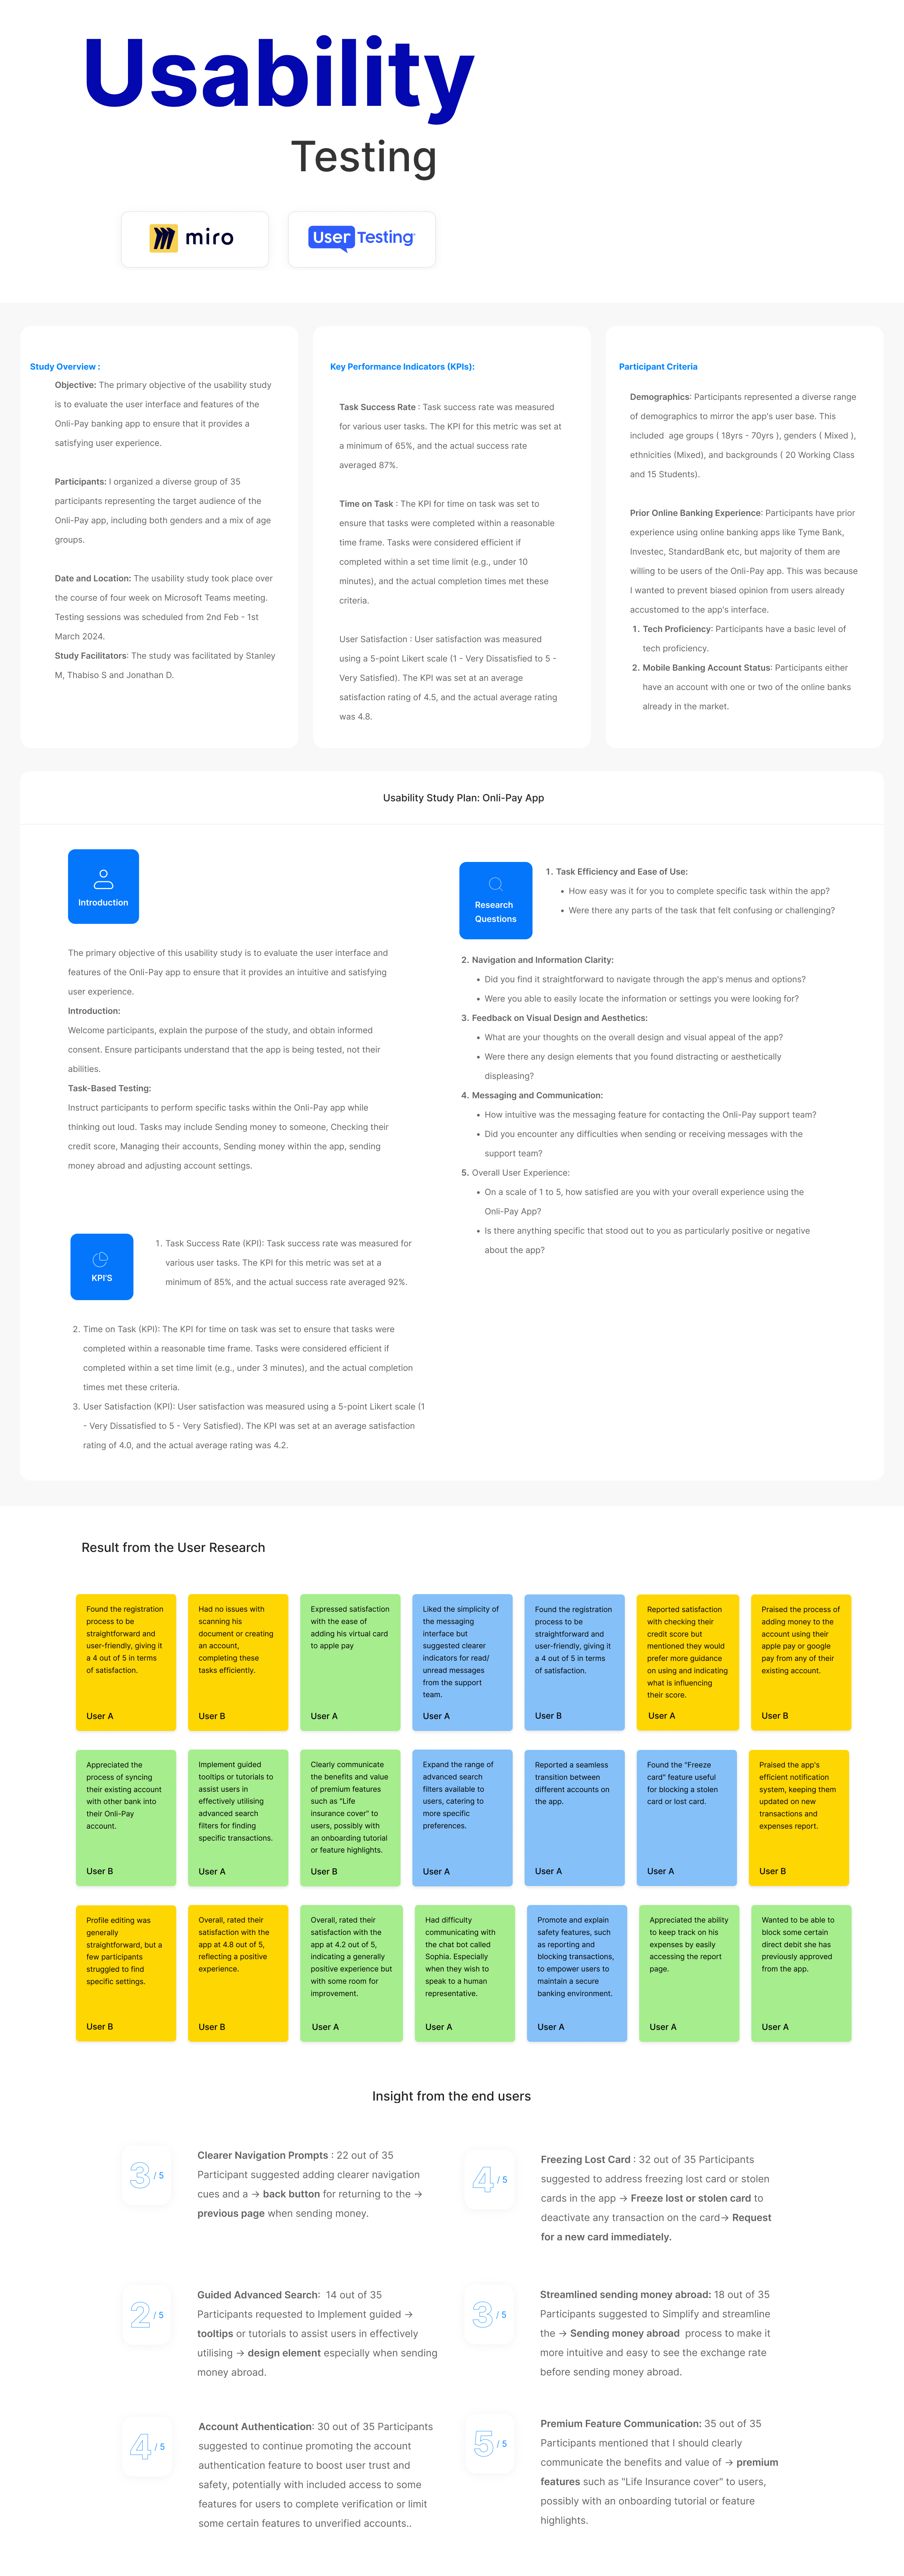 Usability
Testing
miro
User Testing
Study Overview :
Objective: The primary objective of the usability study
is to evaluate the user interface and features of the
Onli-Pay banking app to ensure that it provides a
satisfying user experience.
Participants: I organized a diverse group of 35
participants representing the target audience of the
Onli-Pay app, including both genders and a mix of age
groups.
Date and Location: The usability study took place over
the course of four week on Microsoft Teams meeting.
Testing sessions was scheduled from 2nd Feb - 1st
March 2024.
Study Facilitators: The study was facilitated by Stanley
M, Thabiso S and Jonathan D.
Key Performance Indicators (KPIs):
Task Success Rate : Task success rate was measured
for various user tasks. The KPI for this metric was set at
a minimum of 65%, and the actual success rate
averaged 87%.
Time on Task : The KPI for time on task was set to
ensure that tasks were completed within a reasonable
time frame. Tasks were considered efficient if
completed within a set time limit (e.g., under 10
minutes), and the actual completion times met these
criteria.
User Satisfaction : User satisfaction was measured
using a 5-point Likert scale (1 - Very Dissatisfied to 5 -
Very Satisfied). The KPI was set at an average
satisfaction rating of 4.5, and the actual average rating
was 4.8.
Participant Criteria
Demographics: Participants represented a diverse range
of demographics to mirror the app's user base. This
included age groups ( 18yrs - 70yrs ), genders ( Mixed ),
ethnicities (Mixed), and backgrounds ( 20 Working Class
and 15 Students).
Prior Online Banking Experience: Participants have prior
experience using online banking apps like Tyme Bank,
Investec, StandardBank etc, but majority of them are
willing to be users of the Onli-Pay app. This was because
I wanted to prevent biased opinion from users already
accustomed to the app's interface.
1. Tech Proficiency: Participants have a basic level of
tech proficiency.
2. Mobile Banking Account Status: Participants either
have an account with one or two of the online banks
already in the market.
Usability Study Plan: Onli-Pay App
Introduction
The primary objective of this usability study is to evaluate the user interface and
features of the Onli-Pay app to ensure that it provides an intuitive and satisfying
user experience.
Introduction:
Welcome participants, explain the purpose of the study, and obtain informed
consent. Ensure participants understand that the app is being tested, not their
abilities.
Task-Based Testing:
Instruct participants to perform specific tasks within the Onli-Pay app while
thinking out loud. Tasks may include Sending money to someone, Checking their
credit score, Managing their accounts, Sending money within the app, sending
money abroad and adjusting account settings.
KPI'S
1. Task Success Rate (KPI): Task success rate was measured for
various user tasks. The KPI for this metric was set at a
minimum of 85%, and the actual success rate averaged 92%.
2. Time on Task (KPI): The KPI for time on task was set to ensure that tasks were
completed within a reasonable time frame. Tasks were considered efficient if
completed within a set time limit (e.g., under 3 minutes), and the actual completion
times met these criteria.
3. User Satisfaction (KPI): User satisfaction was measured using a 5-point Likert scale (1
- Very Dissatisfied to 5 - Very Satisfied). The KPI was set at an average satisfaction
rating of 4.0, and the actual average rating was 4.2.
Research
Questions
1. Task Efficiency and Ease of Use:
• How easy was it for you to complete specific task within the app?
• Were there any parts of the task that felt confusing or challenging?
2. Navigation and Information Clarity:
• Did you find it straightforward to navigate through the app's menus and options?
• Were you able to easily locate the information or settings you were looking for?
3. Feedback on Visual Design and Aesthetics:
• What are your thoughts on the overall design and visual appeal of the app?
• Were there any design elements that you found distracting or aesthetically
displeasing?
4. Messaging and Communication:
• How intuitive was the messaging feature for contacting the Onli-Pay support team?
• Did you encounter any difficulties when sending or receiving messages with the
support team?
5. Overall User Experience:
• On a scale of 1 to 5, how satisfied are you with your overall experience using the
Onli-Pay App?
• Is there anything specific that stood out to you as particularly positive or negative
about the app?
Result from the User Research
Found the registration
process to be
straightforward and
user-friendly, giving it
a 4 out of 5 in terms
of satisfaction.
User A
Had no issues with
scanning his
document or creating
an account,
completing these
tasks efficiently.
User B
Expressed satisfaction
with the ease of
adding his virtual card
to apple pay
User A
Liked the simplicity of
the messaging
interface but
suggested clearer
indicators for read/
unread messages
from the support
team.
User A
Found the registration
process to be
straightforward and
user-friendly, giving it
a 4 out of 5 in terms
of satisfaction.
User B
Reported satisfaction
with checking their
credit score but
mentioned they would
prefer more guidance
on using and indicating
what is influencing
their score.
User A
Praised the process of
adding money to the
account using their
apple pay or google
pay from any of their
existing account.
User B
Appreciated the
process of syncing
their existing account
with other bank into
their Onli-Pay
account.
User B
Implement guided
tooltips or tutorials to
assist users in
effectively utilising
advanced search
filters for finding
specific transactions.
User A
Clearly communicate
the benefits and value
of premium features
such as "Life
insurance cover" to
users, possibly with
an onboarding tutorial
or feature highlights.
User B
Expand the range of
advanced search
filters available to
users, catering to
more specific
preferences.
User A
Reported a seamless
transition between
different accounts on
the app.
User A
Found the "Freeze
card" feature useful
for blocking a stolen
card or lost card.
User A
Praised the app's
efficient notification
system, keeping them
updated on new
transactions and
expenses report.
User B
Profile editing was
generally
straightforward, but a
few participants
struggled to find
specific settings.
User B
Overall, rated their
satisfaction with the
app at 4.8 out of 5,
reflecting a positive
experience.
User B
Overall, rated their
satisfaction with the
app at 4.2 out of 5,
indicating a generally
positive experience but
with some room for
improvement.
User A
Had difficulty
communicating with
the chat bot called
Sophia. Especially
when they wish to
speak to a human
representative.
User A
Promote and explain
safety features, such
as reporting and
blocking transactions,
to empower users to
maintain a secure
banking environment.
User A
Appreciated the ability
to keep track on his
expenses by easily
accessing the report
page.
User A
Wanted to be able to
block some certain
direct debit she has
previously approved
from the app.
User A
Insight from the end users
3 / 5
Clearer Navigation Prompts : 22 out of 35
Participant suggested adding clearer navigation
cues and a → back button for returning to the →
previous page when sending money.
4 / 5
Freezing Lost Card : 32 out of 35 Participants
suggested to address freezing lost card or stolen
cards in the app → Freeze lost or stolen card to
deactivate any transaction on the card→ Request
for a new card immediately.
2 / 5
Guided Advanced Search: 14 out of 35
Participants requested to Implement guided →
tooltips or tutorials to assist users in effectively
utilising → design element especially when sending
money abroad.
3 / 5
Streamlined sending money abroad: 18 out of 35
Participants suggested to Simplify and streamline
the → Sending money abroad process to make it
more intuitive and easy to see the exchange rate
before sending money abroad.
4 / 5
Account Authentication: 30 out of 35 Participants
suggested to continue promoting the account
authentication feature to boost user trust and
safety, potentially with included access to some
features for users to complete verification or limit
some certain features to unverified accounts..
5 / 5
Premium Feature Communication: 35 out of 35
Participants mentioned that I should clearly
communicate the benefits and value of → premium
features such as "Life Insurance cover" to users,
possibly with an onboarding tutorial or feature
highlights.